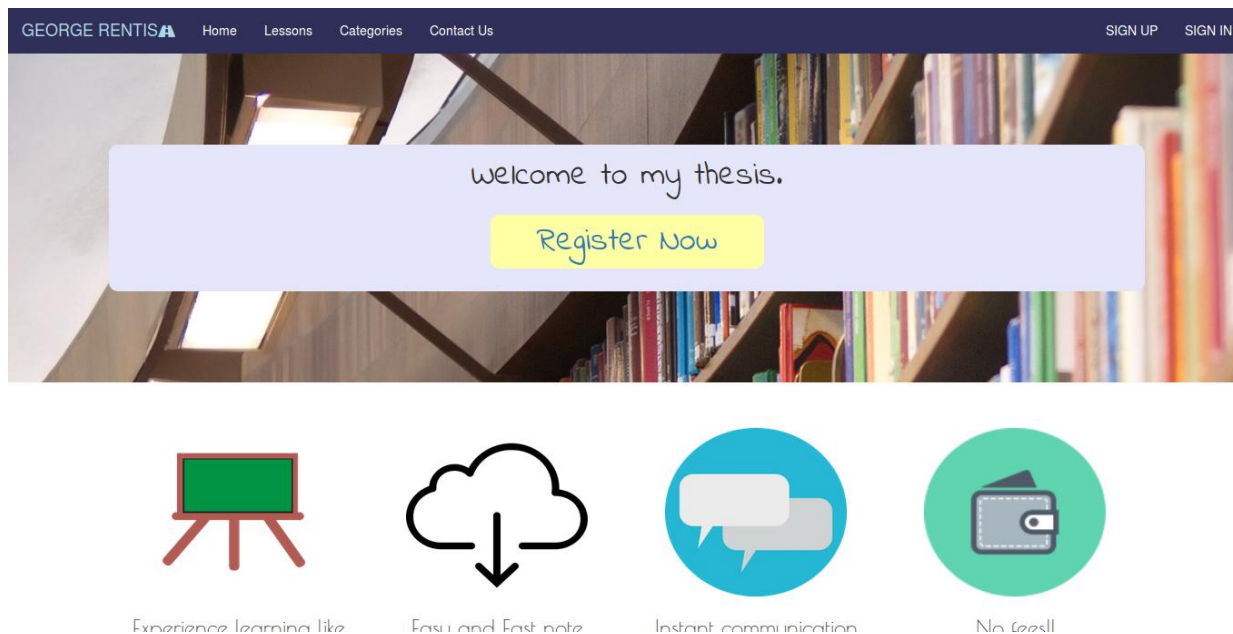 GEORGE RENTIS
Home
Lessons
Categories
Contact Us
SIGN UP
SIGN IN
welcome to my thesis.
Register Now
Experience learning like
Easy and Fast note
Instant communication
No fees!!